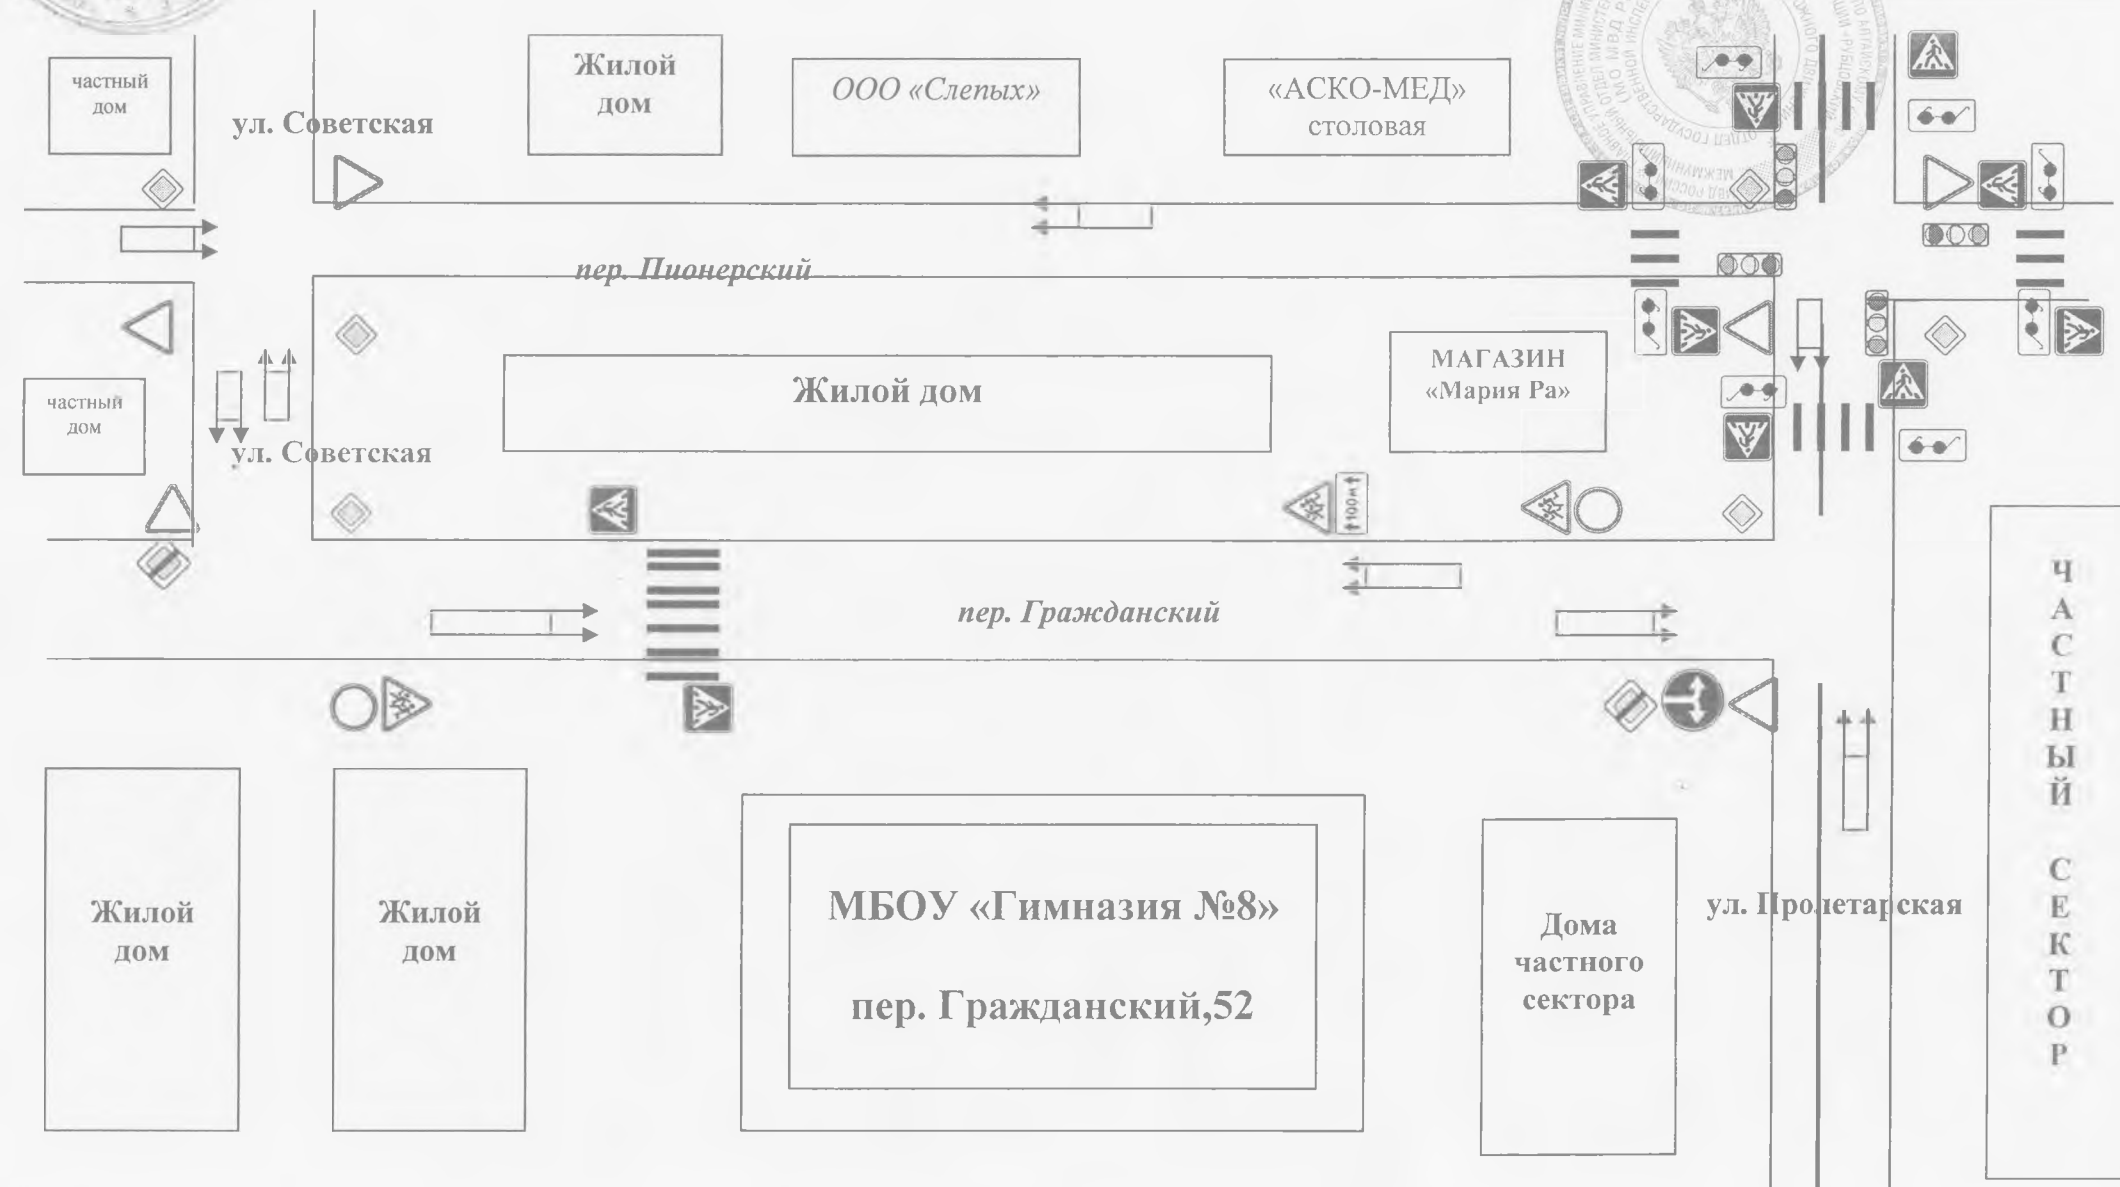 частный
дом
ул. Советская
Жилой
дом
ООО «Слепых»
«АСКО-МЕД»
столовая
пер. Пионерский
частный
дом
ул. Советская
Жилой дом
МАГАЗИН
«Мария Ра»
100м
пер. Гражданский
Жилой
дом
Жилой
дом
МБОУ «Гимназия №8»
пер. Гражданский,52
Дома
частного
сектора
ул. Пролетарская
ЧАСТНЫЙ СЕКТОР